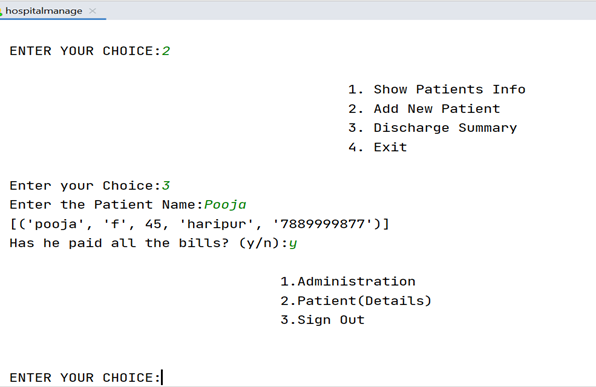 hospitalmanage
ENTER YOUR CHOICE:2
1. Show Patients Info
2. Add New Patient
3. Discharge Summary
4. Exit
Enter your Choice:3
Enter the Patient Name:Pooja
[('pooja', 'f', 45, 'haripur', '7889999877')]
Has he paid all the bills? (y/n):y
1.Administration
2.Patient(Details)
3.Sign Out
ENTER YOUR CHOICE: